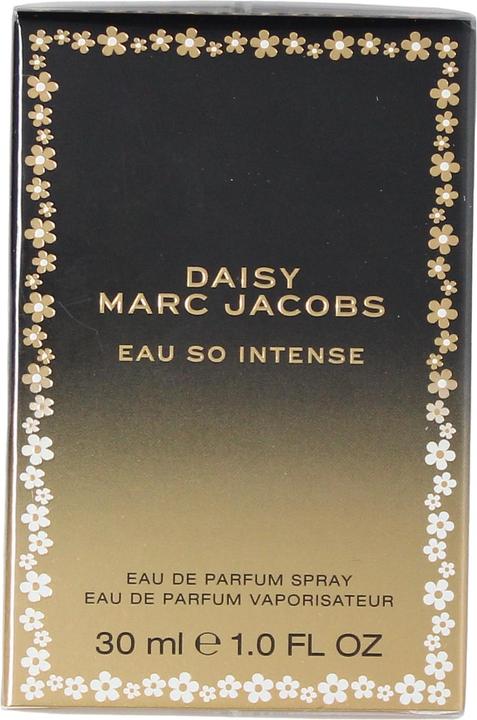 DAISY
MARC JACOBS
EAU SO INTENSE
EAU DE PARFUM SPRAY
EAU DE PARFUM VAPORISATEUR
30 ml ℮ 1.0 FL OZ